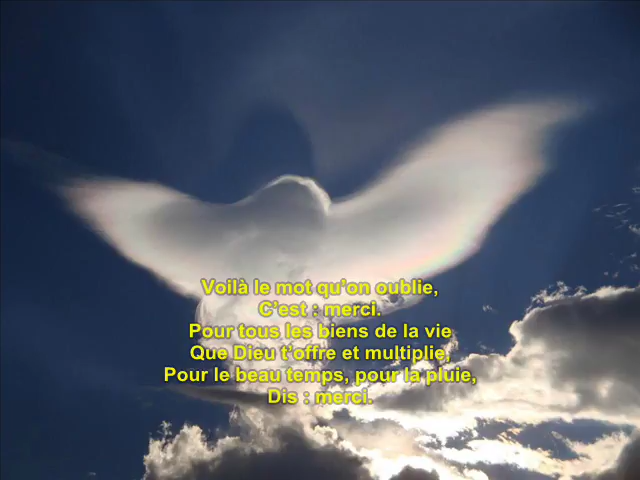 Voilà le mot qu'on oublie,
C'est : merci.
Pour tous les biens de la vie
Que Dieu t'offre et multiplie,
Pour le beau temps, pour la pluie,
Dis : merci.